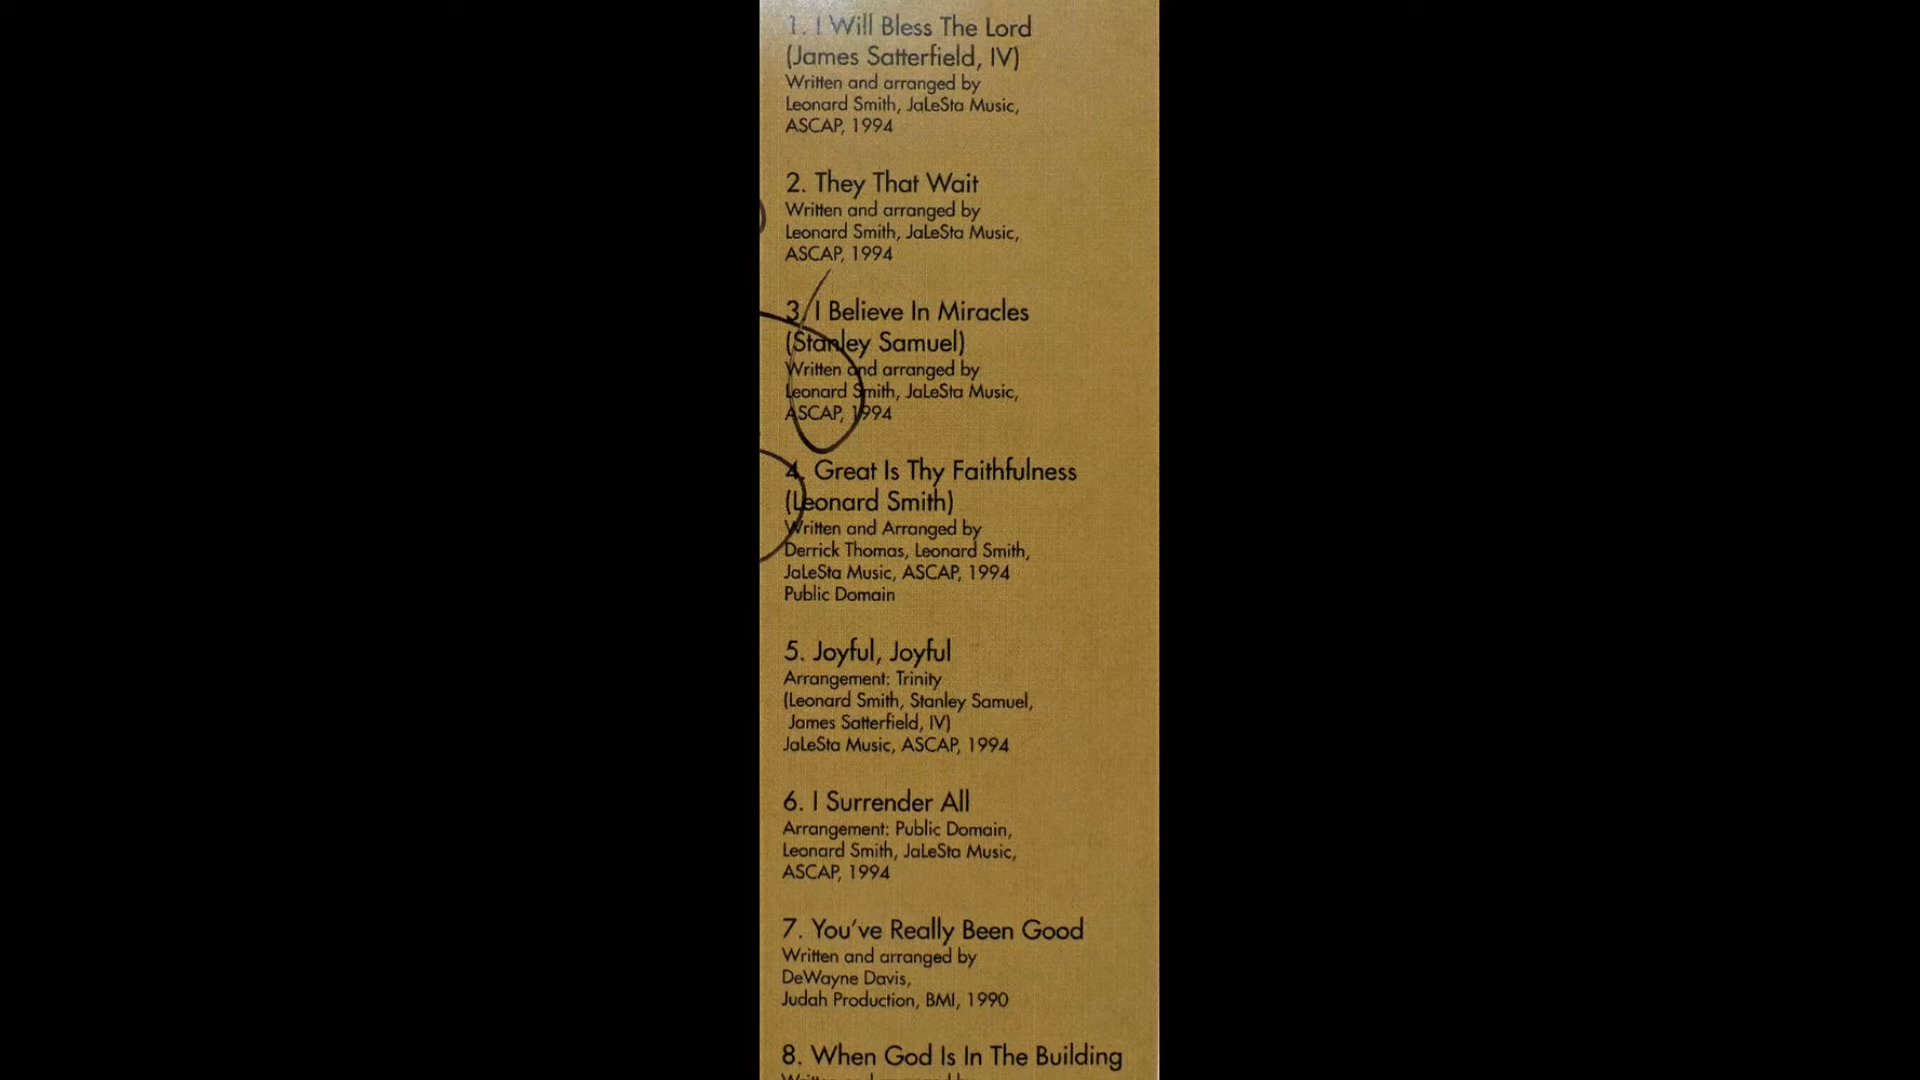 1. I Will Bless The Lord
(James Satterfield, IV)
Written and arranged by
Leonard Smith, JaLeSta Music,
ASCAP, 1994
2. They That Wait
Written and arranged by
Leonard Smith, JaLeSta Music,
ASCAP, 1994
3. I Believe In Miracles
(Stanley Samuel)
Written and arranged by
Leonard Smith, JaLeSta Music,
ASCAP, 1994
4. Great Is Thy Faithfulness
(Leonard Smith)
Written and Arranged by
Derrick Thomas, Leonard Smith,
JaLeSta Music, ASCAP, 1994
Public Domain
5. Joyful, Joyful
Arrangement: Trinity
(Leonard Smith, Stanley Samuel,
James Satterfield, IV)
JaLeSta Music, ASCAP, 1994
6. I Surrender All
Arrangement: Public Domain,
Leonard Smith, JaLeSta Music,
ASCAP, 1994
7. You've Really Been Good
Written and arranged by
DeWayne Davis,
Judah Production, BMI, 1990
8. When God Is In The Building